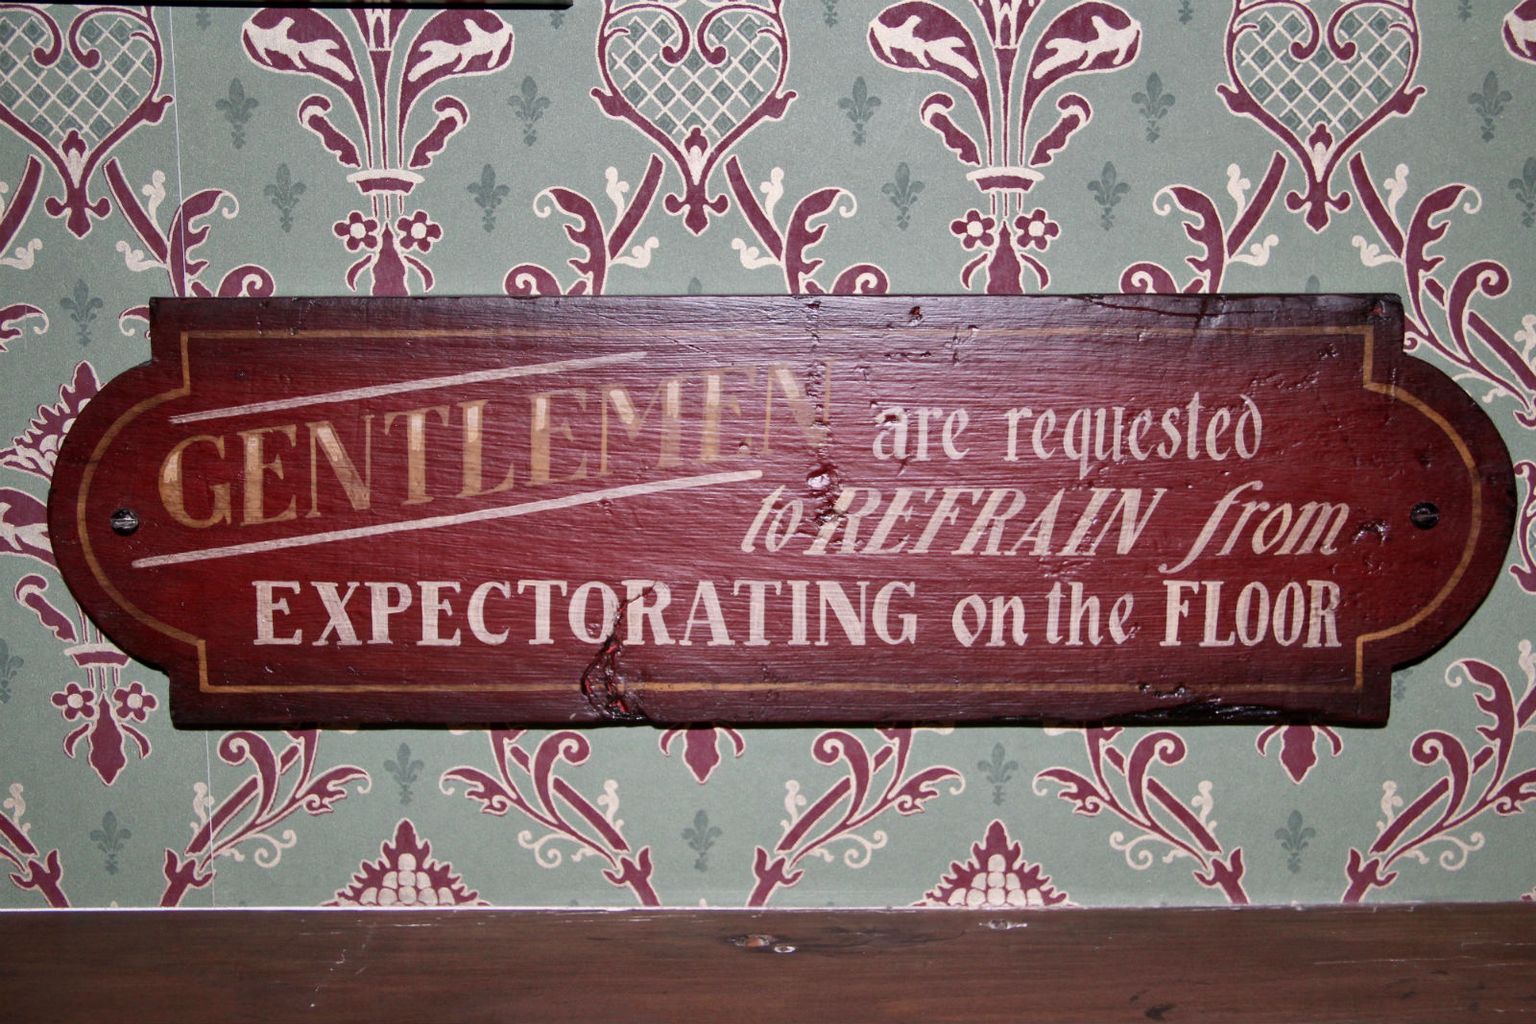 GENTLEMEN are requested
to REFRAIN from
EXPECTORATING on the FLOOR